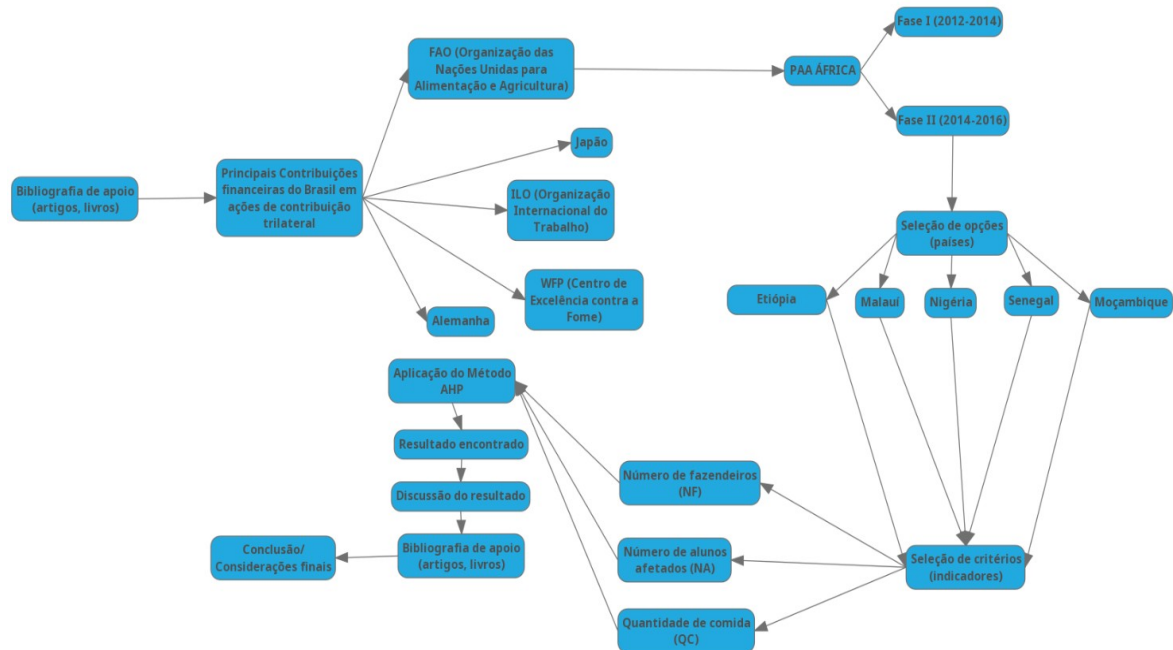 Bibliografia de apoio
(artigos, livros)
Principais Contribuições
financeiras do Brasil em
ações de contribuição
trilateral
FAO (Organização das
Nações Unidas para
Alimentação e Agricultura)
Japão
ILO (Organização
Internacional do
Trabalho)
WFP (Centro de
Excelência contra a
Fome)
Alemanha
PAA ÁFRICA
Fase I (2012-2014)
Fase II (2014-2016)
Seleção de opções
(países)
Etiópia
Malauí
Nigéria
Senegal
Moçambique
Seleção de critérios
(indicadores)
Número de fazendeiros
(NF)
Número de alunos
afetados (NA)
Quantidade de comida
(QC)
Aplicação do Método
AHP
Resultado encontrado
Discussão do resultado
Bibliografia de apoio
(artigos, livros)
Conclusão/
Considerações finais